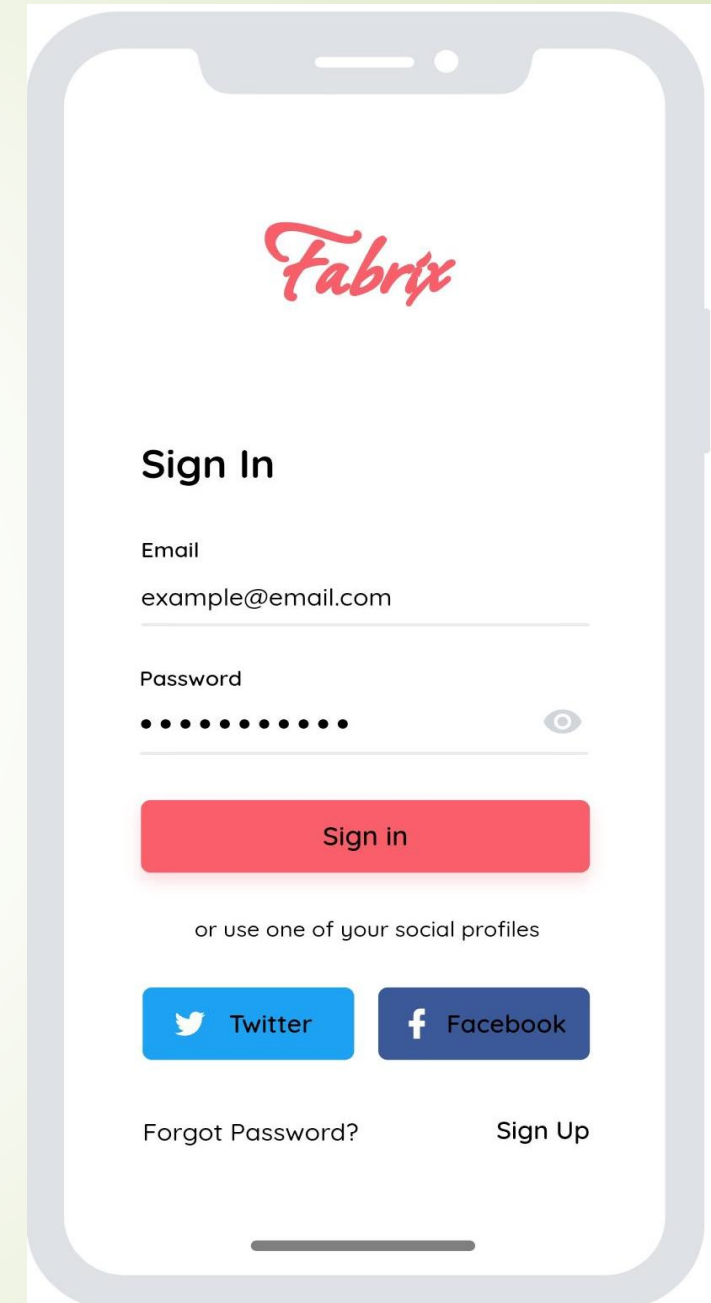 Fabrix
Sign In
Email
example@email.com
Password
Sign in
or use one of your social profiles
Twitter
Facebook
Forgot Password?
Sign Up